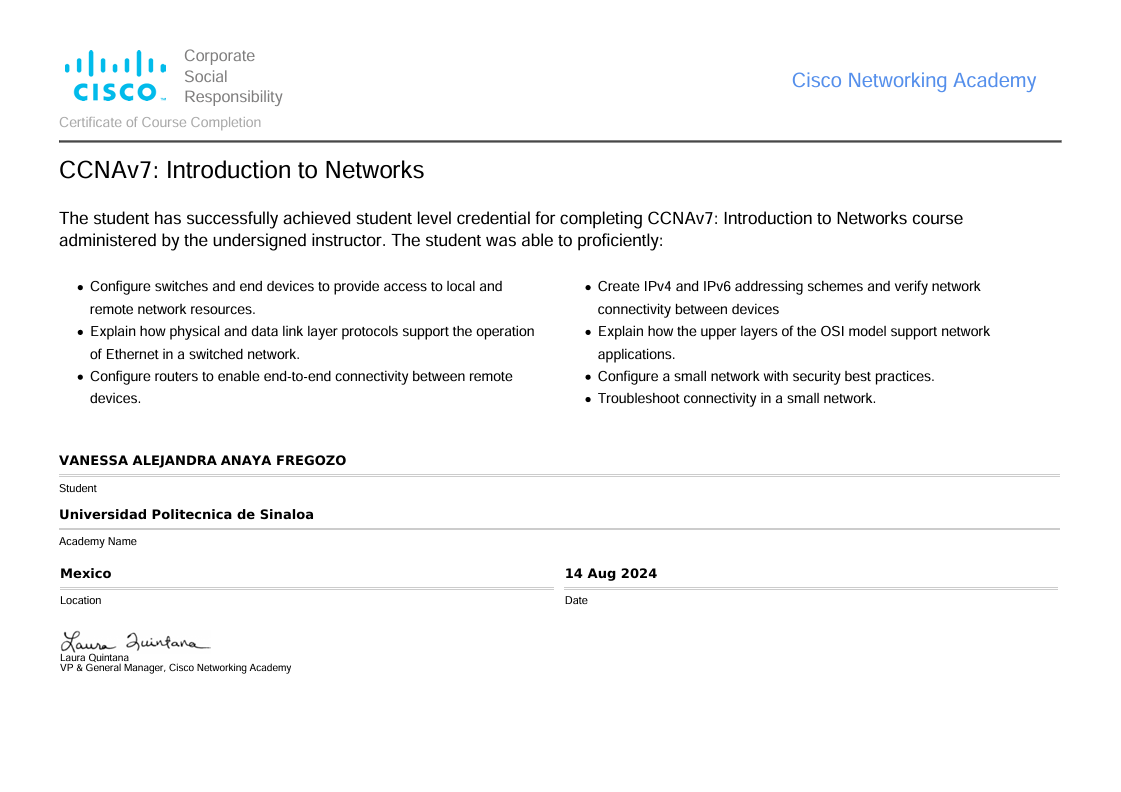 CISCO
Corporate
Social
Responsibility
Cisco Networking Academy
Certificate of Course Completion
CCNAv7: Introduction to Networks
The student has successfully achieved student level credential for completing CCNAv7: Introduction to Networks course
administered by the undersigned instructor. The student was able to proficiently:
• Configure switches and end devices to provide access to local and
remote network resources.
• Explain how physical and data link layer protocols support the operation
of Ethernet in a switched network.
• Configure routers to enable end-to-end connectivity between remote
devices.
• Create IPv4 and IPv6 addressing schemes and verify network
connectivity between devices
• Explain how the upper layers of the OSI model support network
applications.
• Configure a small network with security best practices.
• Troubleshoot connectivity in a small network.
VANESSA ALEJANDRA ANAYA FREGOZO
Student
Universidad Politecnica de Sinaloa
Academy Name
Mexico
Location
14 Aug 2024
Date
Laura Quintana
Laura Quintana
VP & General Manager, Cisco Networking Academy